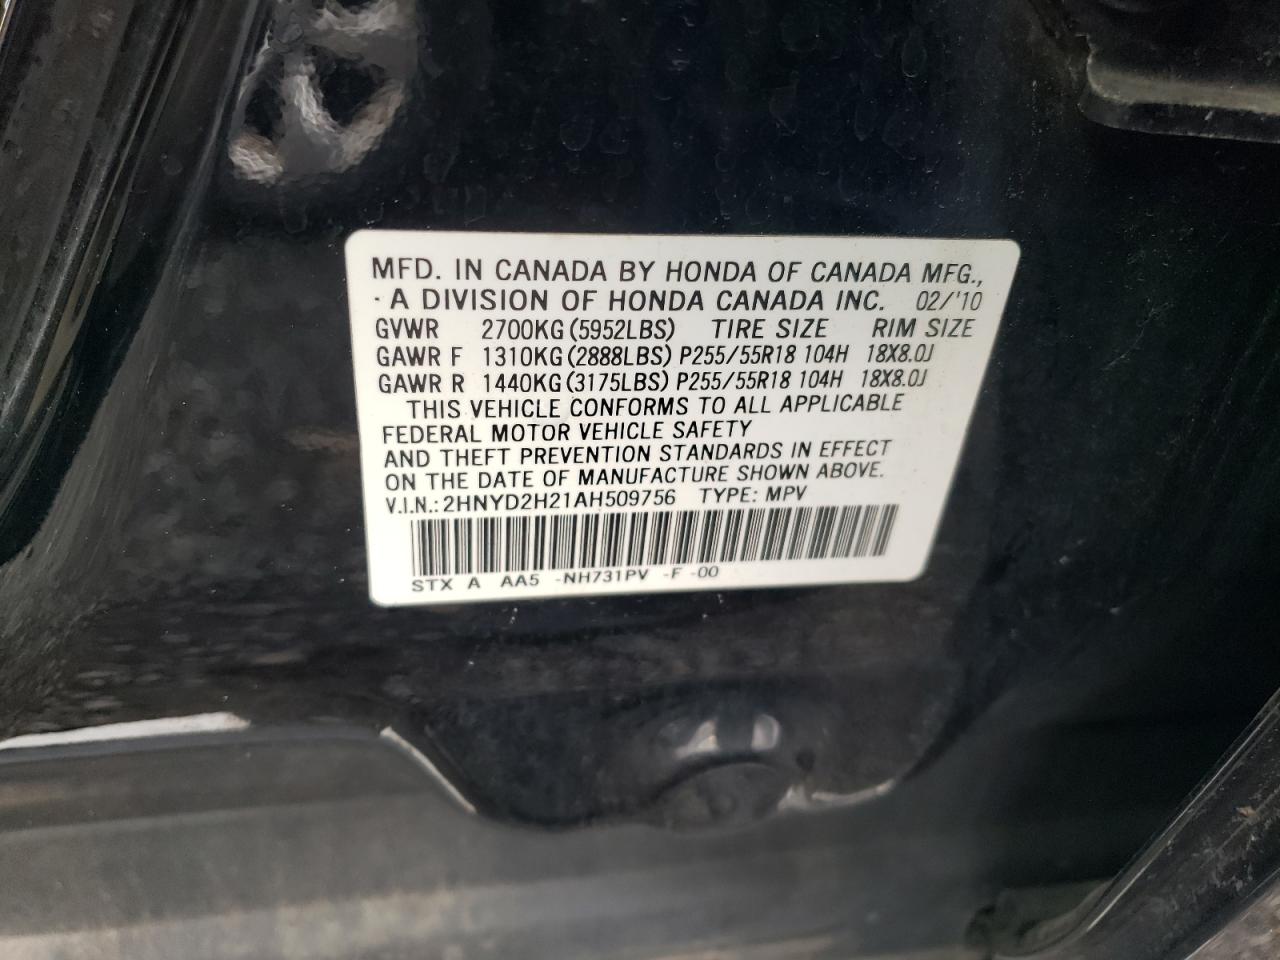 MFD. IN CANADA BY HONDA OF CANADA MFG.,
· A DIVISION OF HONDA CANADA INC. 02/'10
GVWR 2700KG (5952LBS) TIRE SIZE RIM SIZE
GAWR F 1310KG (2888LBS) P255/55R18 104H 18X8.0J
GAWR R 1440KG (3175LBS) P255/55R18 104H 18X8.0J
THIS VEHICLE CONFORMS TO ALL APPLICABLE
FEDERAL MOTOR VEHICLE SAFETY
AND THEFT PREVENTION STANDARDS IN EFFECT
ON THE DATE OF MANUFACTURE SHOWN ABOVE.
V.I.N.: 2HNYD2H21AH509756 TYPE: MPV
STX A AA5 -NH731PV -F -00